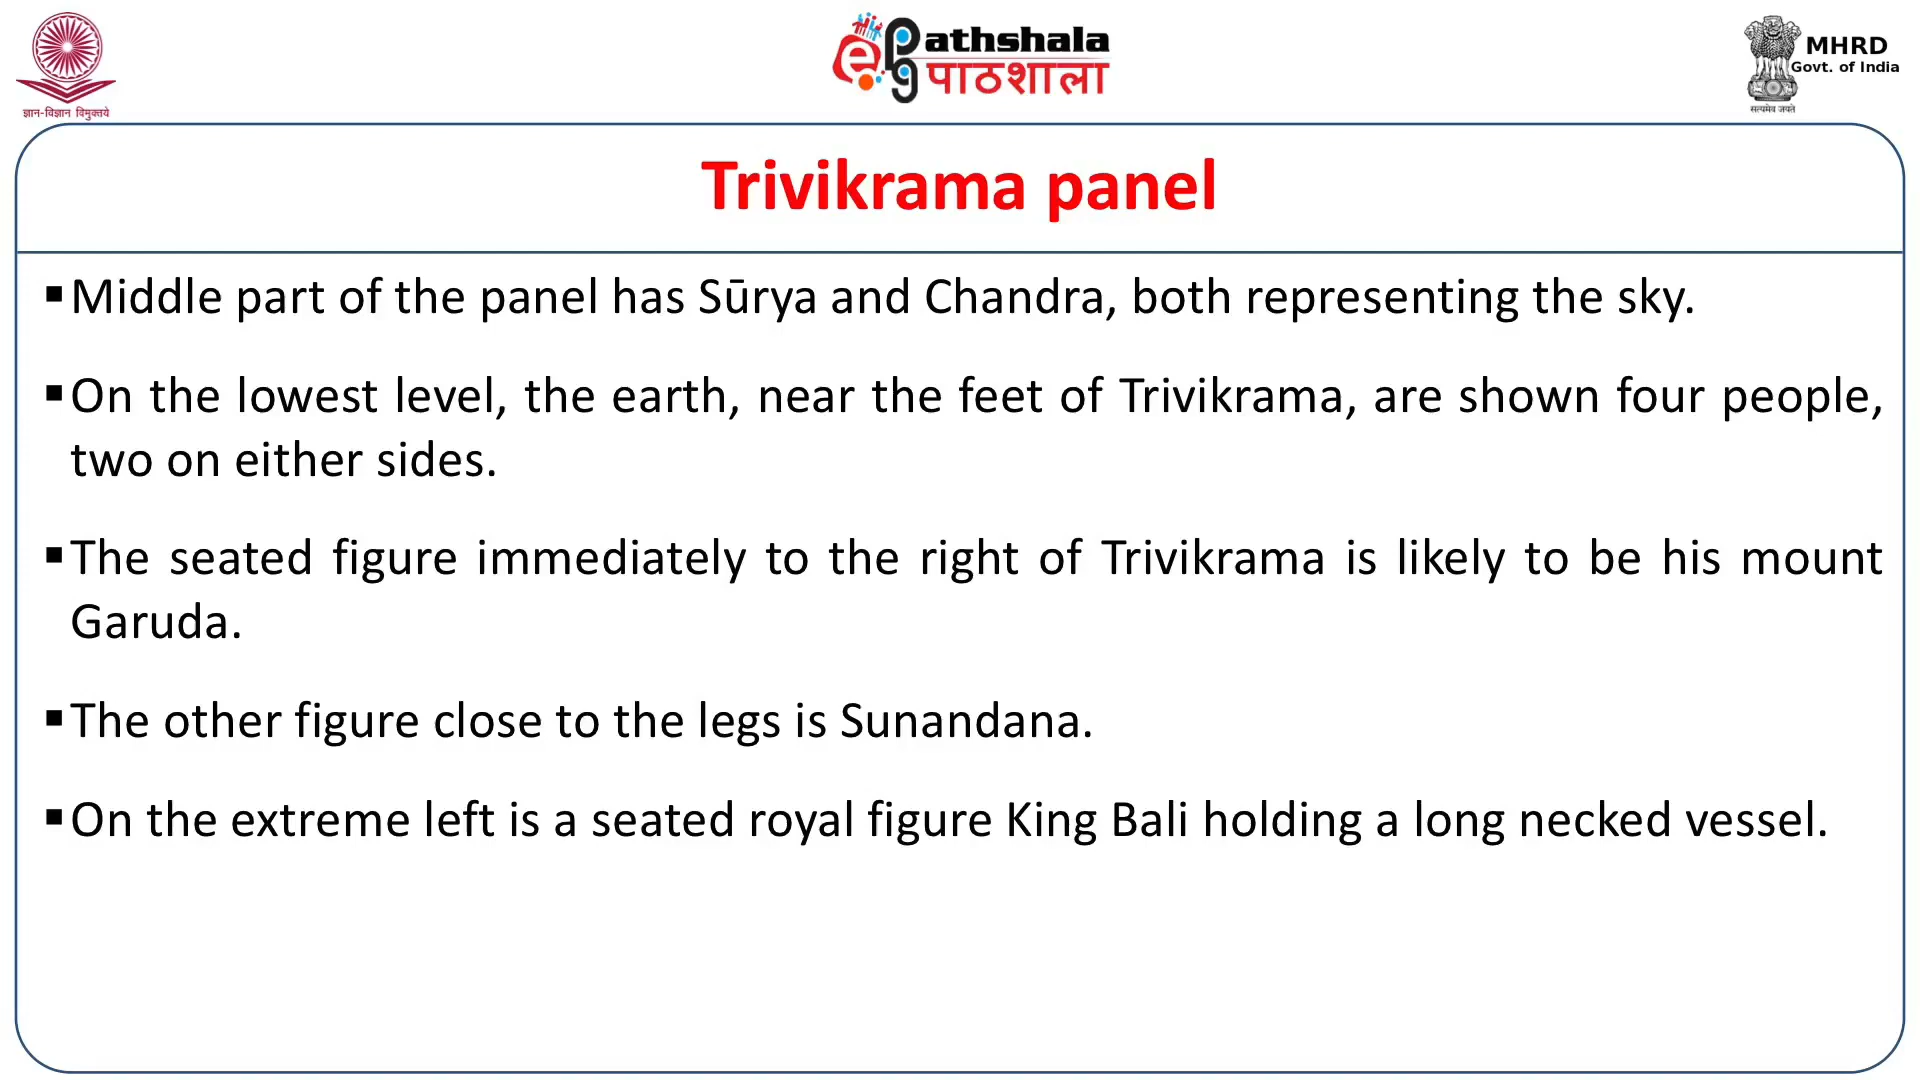 ज्ञान-विज्ञान विमुक्तये
e
PG
athshala
पाठशाला
MHRD
Govt. of India
सत्यमेव जयते
Trivikrama panel
▪Middle part of the panel has Sūrya and Chandra, both representing the sky.
▪On the lowest level, the earth, near the feet of Trivikrama, are shown four people,
two on either sides.
▪The seated figure immediately to the right of Trivikrama is likely to be his mount
Garuda.
▪The other figure close to the legs is Sunandana.
▪On the extreme left is a seated royal figure King Bali holding a long necked vessel.